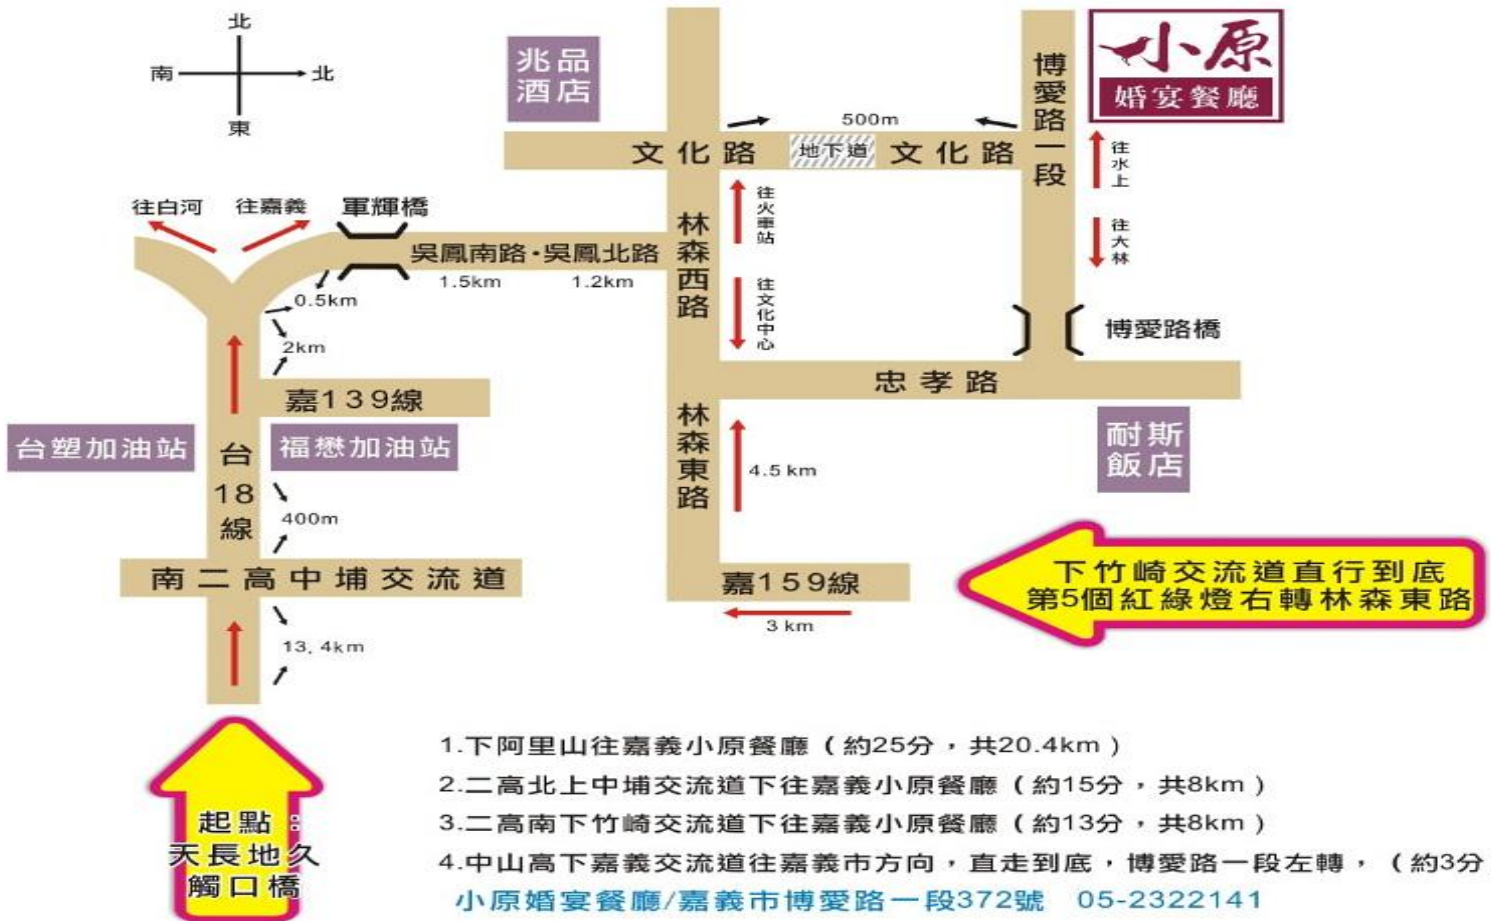 北
南
北
東
兆品
酒店
小原
婚宴餐廳
博愛路一段
500m
文化路
地下道
文化路
往水上
往大林
往白河
往嘉義
軍輝橋
吳鳳南路·吳鳳北路
1.5km
1.2km
0.5km
2km
林森西路
往火車站
往文化中心
博愛路橋
忠孝路
嘉139線
台塑加油站
台18線
福懋加油站
400m
林森東路
4.5 km
耐斯
飯店
南二高中埔交流道
嘉159線
3 km
下竹崎交流道直行到底
第5個紅綠燈右轉林森東路
13, 4km
起點：
天長地久
觸口橋
1.下阿里山往嘉義小原餐廳（約25分，共20.4km）
2.二高北上中埔交流道下往嘉義小原餐廳（約15分，共8km）
3.二高南下竹崎交流道下往嘉義小原餐廳（約13分，共8km）
4.中山高下嘉義交流道往嘉義市方向，直走到底，博愛路一段左轉，（約3分
小原婚宴餐廳/嘉義市博愛路一段372號 05-2322141